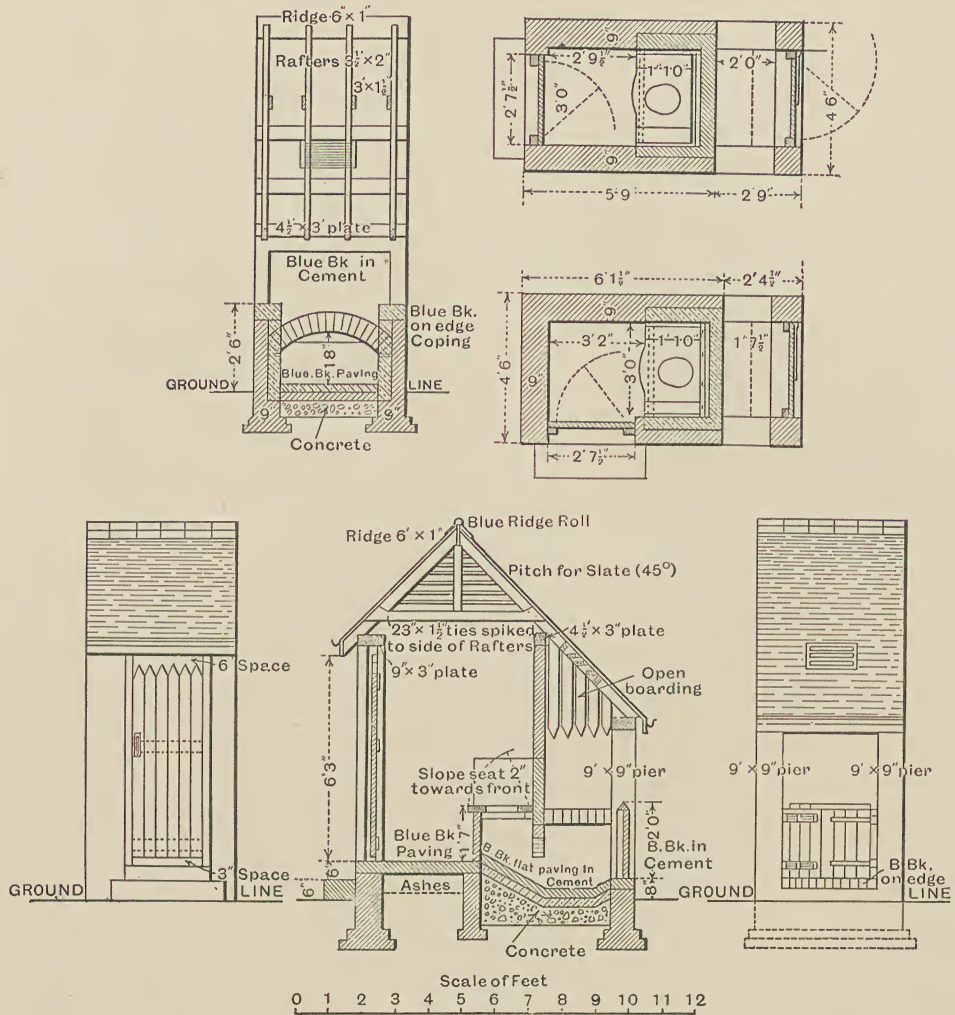 Ridge 6" × 1"
Rafters 3½ × 2"
3' × 1½"
4½' × 3' plate
Blue Bk in
Cement
Blue Bk.
on edge
Coping
2' 6"
18"
Blue. Bk. Paving
GROUND
LINE
9"
9"
Concrete
9"
2' 9½"
1' 10"
2' 0"
2' 7½"
3' 0"
4' 6"
9"
5' 9"
2' 9"
6' 1½"
2' 4½"
9"
3' 2"
1' 10"
1' 7½"
4' 6"
9"
3' 0"
2' 7½"
6" Space
3" Space
GROUND
LINE
Blue Ridge Roll
Ridge 6' × 1"
Pitch for Slate (45°)
23" × 1½" ties spiked
to side of Rafters
4½' × 3" plate
9" × 3" plate
Open
boarding
6' 3"
Slope seat 2"
towards front
9' × 9" pier
Blue Bk
Paving
1' 7"
2' 0"
B. Bk. in
Cement
B. Bk. flat paving in
Cement
6"
6"
8"
Ashes
Concrete
GROUND
LINE
9' × 9" pier
9' × 9" pier
B. Bk.
on edge
Scale of Feet
0 1 2 3 4 5 6 7 8 9 10 11 12